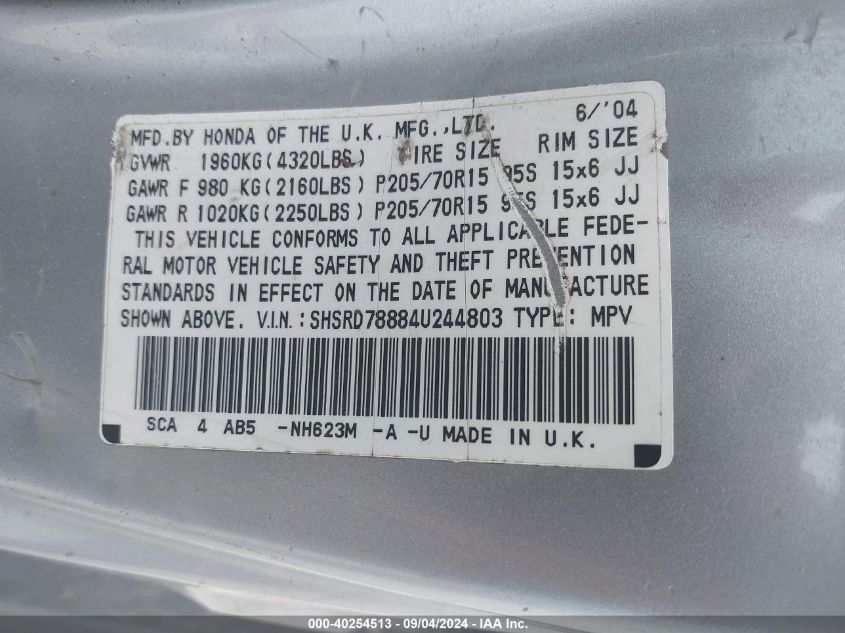 MFD.BY HONDA OF THE U.K. MFG.,LTD. 6/'04
GVWR 1960KG(4320LBS) TIRE SIZE RIM SIZE
GAWR F 980 KG(2160LBS) P205/70R15 95S 15x6 JJ
GAWR R 1020KG(2250LBS) P205/70R15 95S 15x6 JJ
THIS VEHICLE CONFORMS TO ALL APPLICABLE FEDE-
RAL MOTOR VEHICLE SAFETY AND THEFT PREVENTION
STANDARDS IN EFFECT ON THE DATE OF MANUFACTURE
SHOWN ABOVE. V.I.N.:SHSRD78884U244803 TYPE: MPV
SCA 4 AB5 -NH623M -A -U MADE IN U.K.
000-40254513 - 09/04/2024 - IAA Inc.